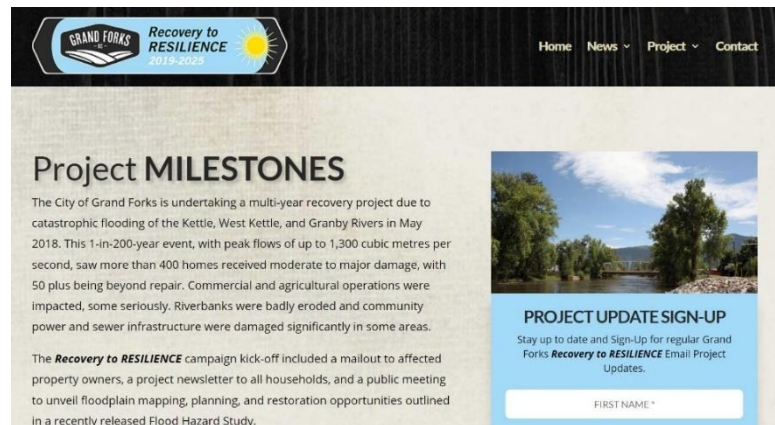 GRAND FORKS
BC
Recovery to
RESILIENCE
2019-2025
Home News Project Contact
Project MILESTONES
The City of Grand Forks is undertaking a multi-year recovery project due to
catastrophic flooding of the Kettle, West Kettle, and Granby Rivers in May
2018. This 1-in-200-year event, with peak flows of up to 1,300 cubic metres per
second, saw more than 400 homes received moderate to major damage, with
50 plus being beyond repair. Commercial and agricultural operations were
impacted, some seriously. Riverbanks were badly eroded and community
power and sewer infrastructure were damaged significantly in some areas.
The Recovery to RESILIENCE campaign kick-off included a mailout to affected
property owners, a project newsletter to all households, and a public meeting
to unveil floodplain mapping, planning, and restoration opportunities outlined
in a recently released Flood Hazard Study.
PROJECT UPDATE SIGN-UP
Stay up to date and Sign-Up for regular Grand
Forks Recovery to RESILIENCE Email Project
Updates.
FIRST NAME *